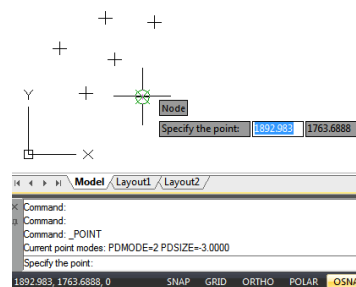 Node
Specify the point: 1892.983 1763.6888
Y
X
Model Layout1 Layout2
Command:
Command:
Command: _POINT
Current point modes: PDMODE=2 PDSIZE=-3.0000
Specify the point:
1892.983, 1763.6888, 0 SNAP GRID ORTHO POLAR OSNA